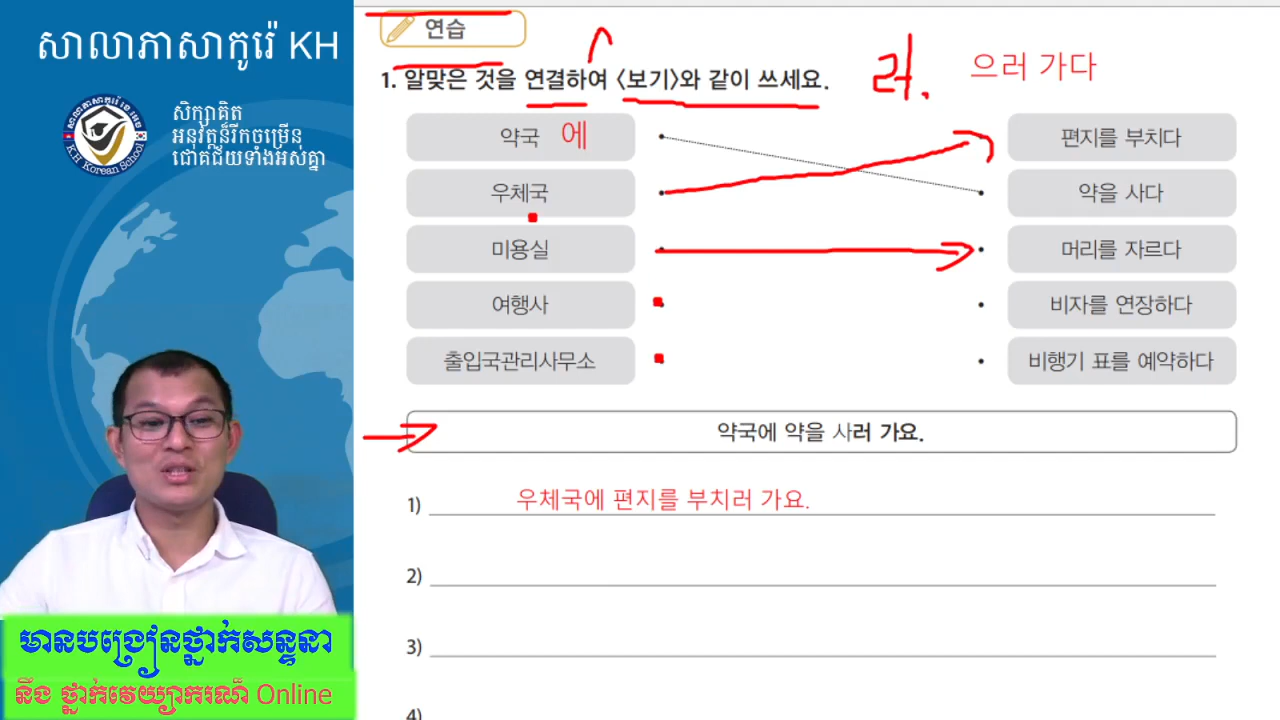 សាលាភាសាកូរ៉េ KH
សិក្សាគិត
អនុវត្តន៍រីកចម្រើន
ជោគជ័យទាំងអស់គ្នា
KH Korean School
មានបង្រៀនថ្នាក់សន្ទនា
នឹង ថ្នាក់វេយ្យាករណ៍ Online
연습
1. 알맞은 것을 연결하여 〈보기〉와 같이 쓰세요.
러.
으러 가다
약국 에
편지를 부치다
우체국
약을 사다
미용실
머리를 자르다
여행사
비자를 연장하다
출입국관리사무소
비행기 표를 예약하다
약국에 약을 사러 가요.
1) 우체국에 편지를 부치러 가요.
2)
3)
4)